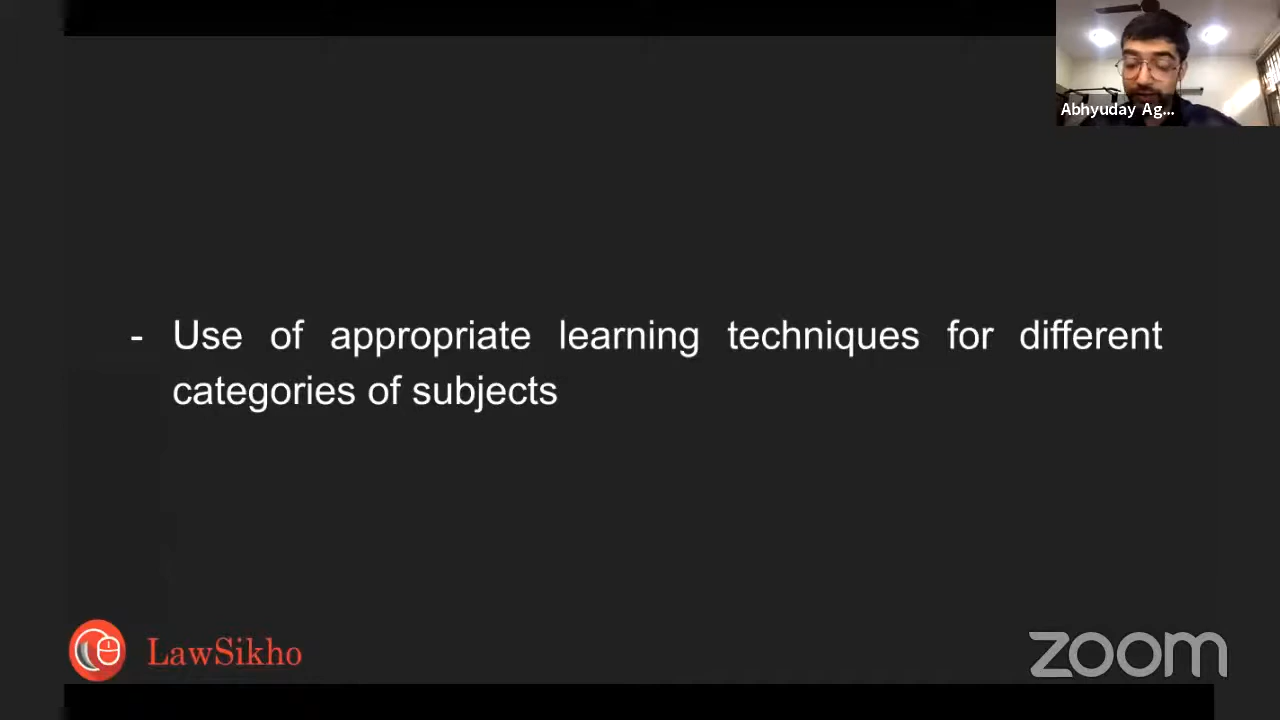 Abhyuday Ag...
- Use of appropriate learning techniques for different
categories of subjects
LawSikho
zoom